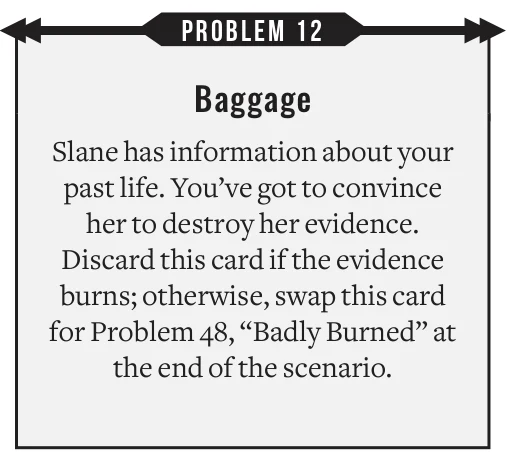 PROBLEM 12
Baggage
Slane has information about your
past life. You’ve got to convince
her to destroy her evidence.
Discard this card if the evidence
burns; otherwise, swap this card
for Problem 48, “Badly Burned” at
the end of the scenario.